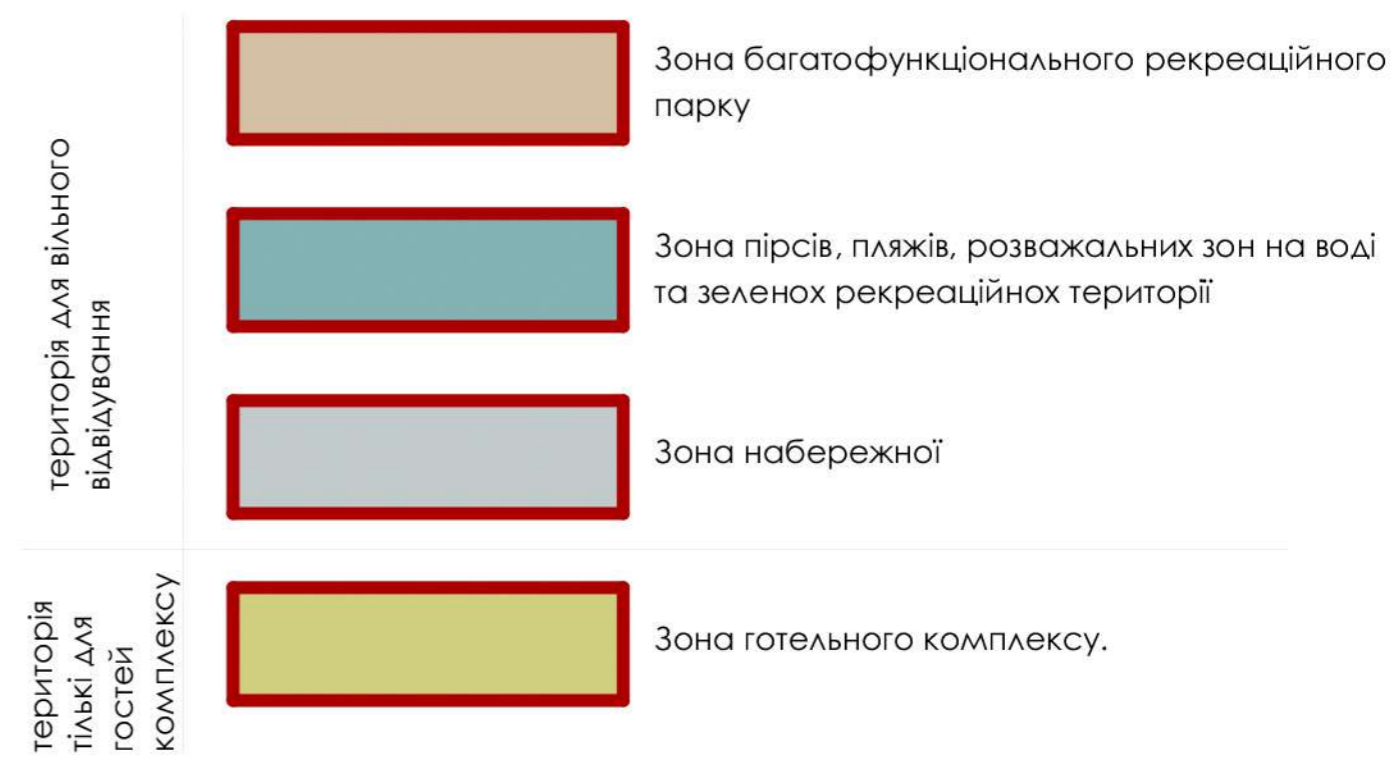 територія для вільного
відвідування
Зона багатофункціонального рекреаційного
парку
Зона пірсів, пляжів, розважальних зон на воді
та зеленох рекреаційнох території
Зона набережної
територія
тількі для
гостей
комплексу
Зона готельного комплексу.